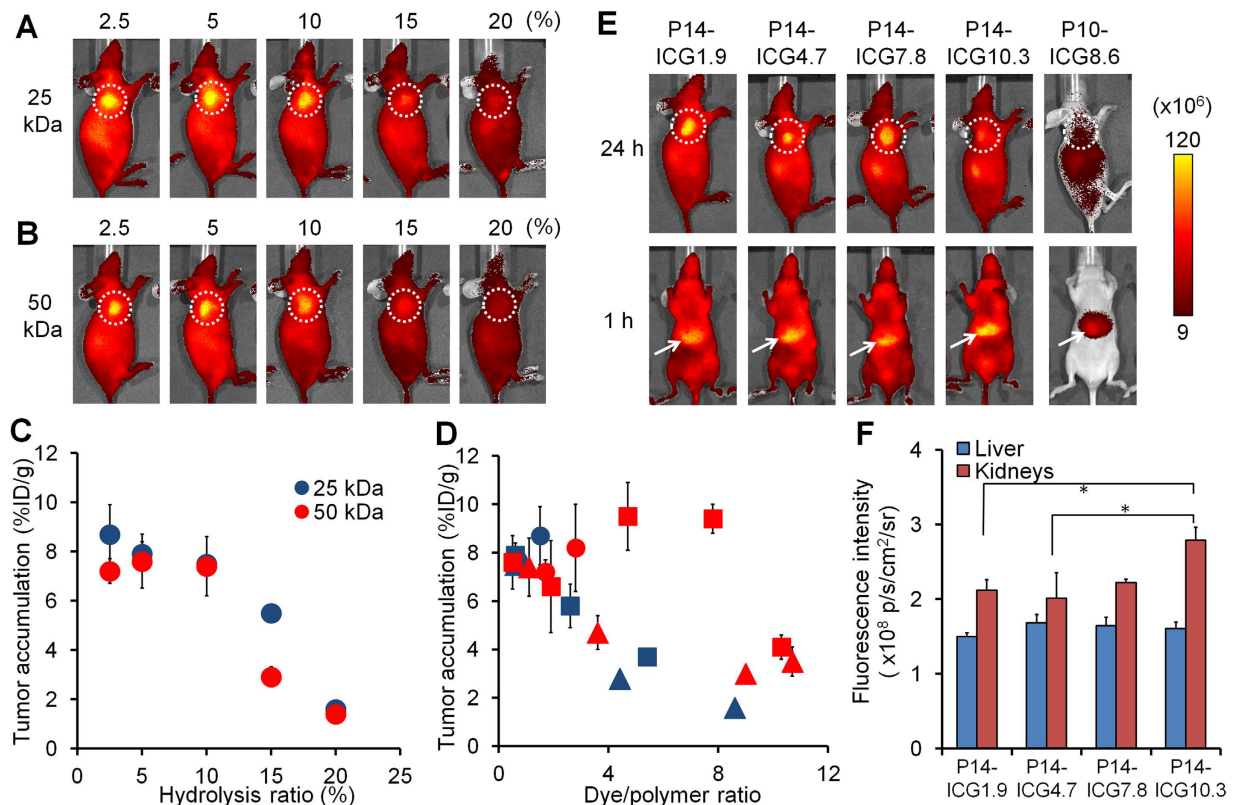 A
2.5 5 10 15 20 (%)
25
kDa
B
2.5 5 10 15 20 (%)
50
kDa
C
Tumor accumulation (%ID/g)
12
10
8
6
4
2
0
25 kDa
50 kDa
0 5 10 15 20 25
Hydrolysis ratio (%)
D
Tumor accumulation (%ID/g)
12
10
8
6
4
2
0
0 4 8 12
Dye/polymer ratio
E
P14-
ICG1.9
P14-
ICG4.7
P14-
ICG7.8
P14-
ICG10.3
P10-
ICG8.6
24 h
1 h
(x10⁶)
120
9
F
Liver
Kidneys
Fluorescence intensity
( x10⁸ p/s/cm²/sr)
4
3
2
1
0
*
*
P14-
ICG1.9
P14-
ICG4.7
P14-
ICG7.8
P14-
ICG10.3